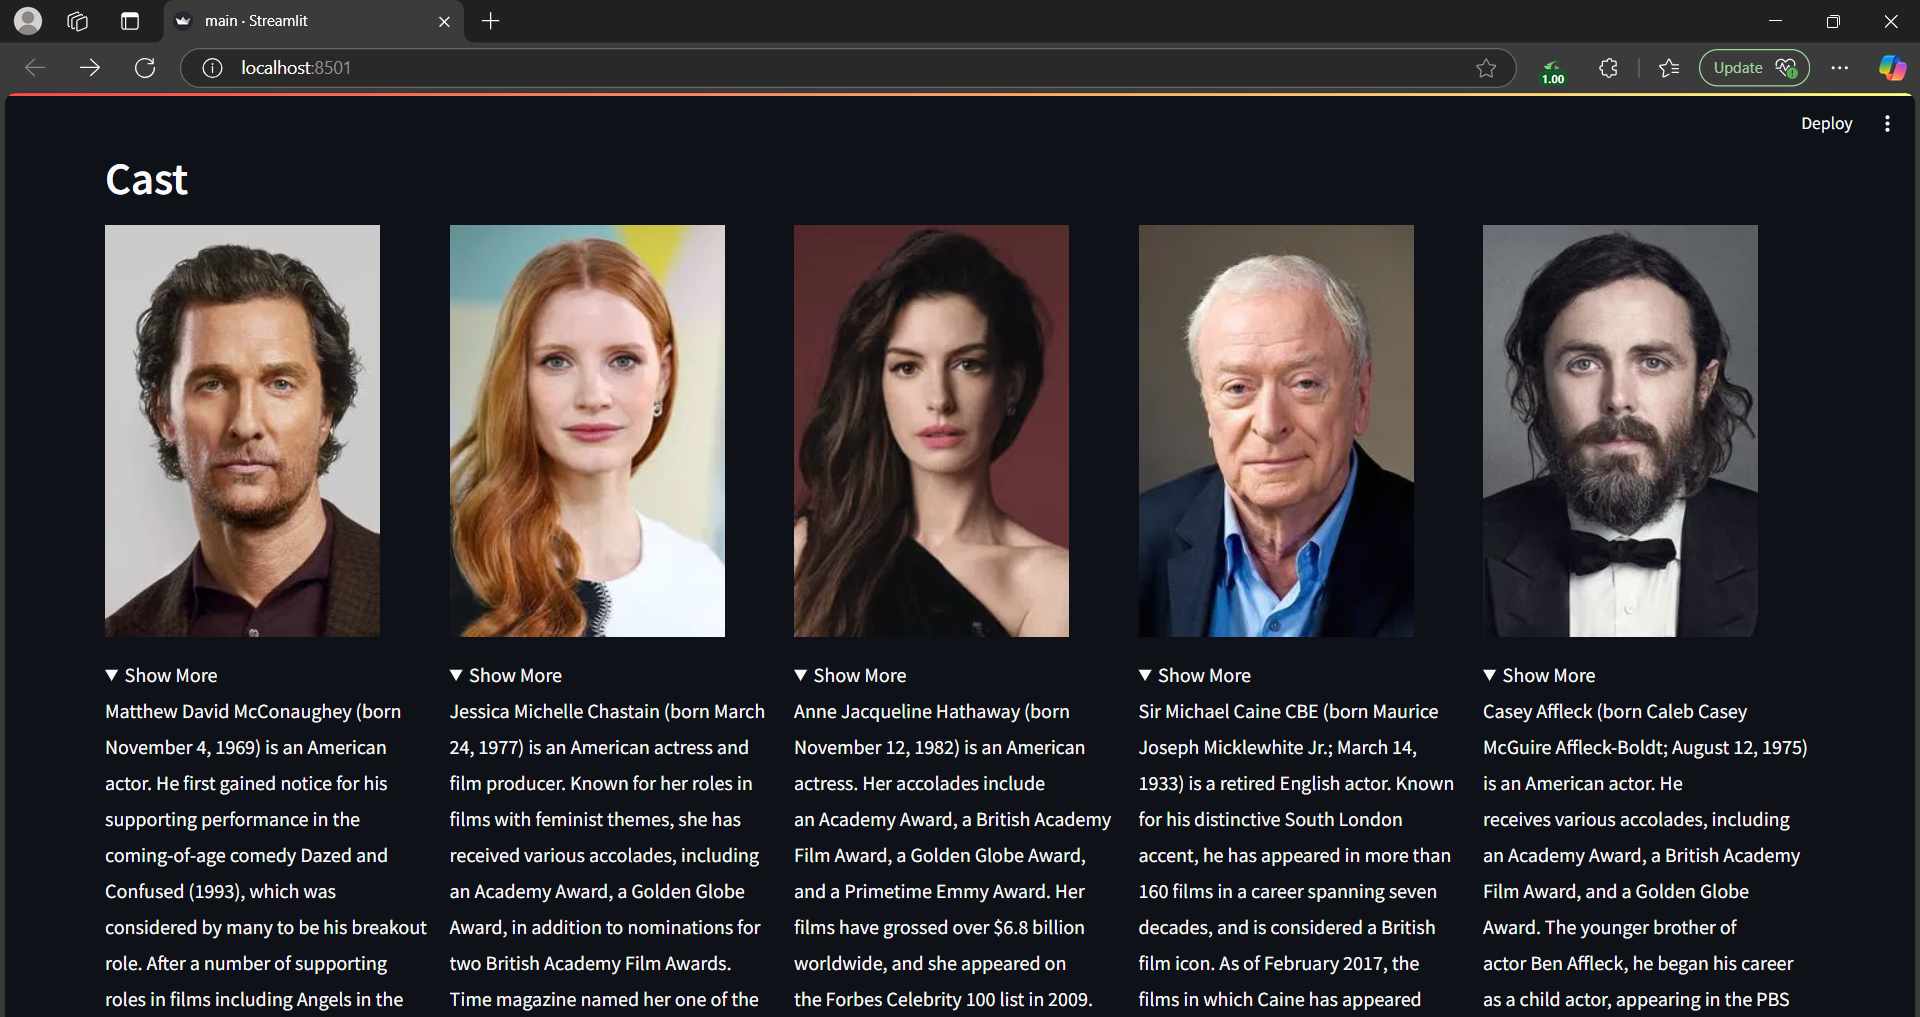 main · Streamlit
localhost:8501
1.00
Update
Deploy
Cast
Show More
Matthew David McConaughey (born
November 4, 1969) is an American
actor. He first gained notice for his
supporting performance in the
coming-of-age comedy Dazed and
Confused (1993), which was
considered by many to be his breakout
role. After a number of supporting
roles in films including Angels in the
Show More
Jessica Michelle Chastain (born March
24, 1977) is an American actress and
film producer. Known for her roles in
films with feminist themes, she has
received various accolades, including
an Academy Award, a Golden Globe
Award, in addition to nominations for
two British Academy Film Awards.
Time magazine named her one of the
Show More
Anne Jacqueline Hathaway (born
November 12, 1982) is an American
actress. Her accolades include
an Academy Award, a British Academy
Film Award, a Golden Globe Award,
and a Primetime Emmy Award. Her
films have grossed over $6.8 billion
worldwide, and she appeared on
the Forbes Celebrity 100 list in 2009.
Show More
Sir Michael Caine CBE (born Maurice
Joseph Micklewhite Jr.; March 14,
1933) is a retired English actor. Known
for his distinctive South London
accent, he has appeared in more than
160 films in a career spanning seven
decades, and is considered a British
film icon. As of February 2017, the
films in which Caine has appeared
Show More
Casey Affleck (born Caleb Casey
McGuire Affleck-Boldt; August 12, 1975)
is an American actor. He
receives various accolades, including
an Academy Award, a British Academy
Film Award, and a Golden Globe
Award. The younger brother of
actor Ben Affleck, he began his career
as a child actor, appearing in the PBS